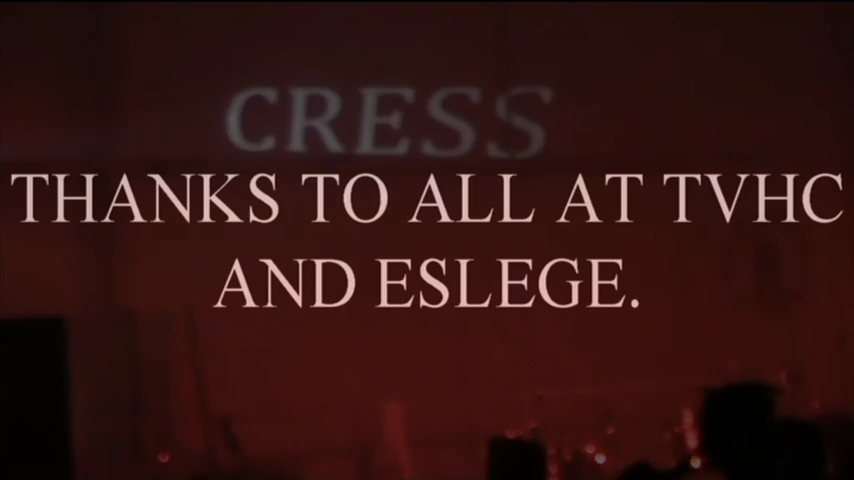 CRESS
THANKS TO ALL AT TVHC
AND ESLEGE.